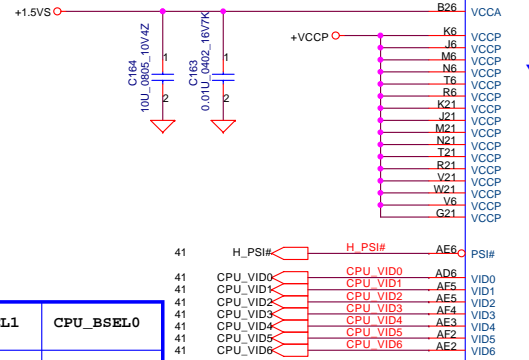 +1.5VS
B26 VCCA
+VCCP
K6 VCCP
J6 VCCP
M6 VCCP
N6 VCCP
T6 VCCP
R6 VCCP
K21 VCCP
J21 VCCP
M21 VCCP
N21 VCCP
T21 VCCP
R21 VCCP
V21 VCCP
W21 VCCP
V6 VCCP
G21 VCCP
C164
10U_0805_10V4Z
1
2
C163
0.01U_0402_16V7K
1
2
41 H_PSI# H_PSI# AE6 PSI#
41 CPU_VID0 CPU_VID0 AD6 VID0
41 CPU_VID1 CPU_VID1 AF5 VID1
41 CPU_VID2 CPU_VID2 AE5 VID2
41 CPU_VID3 CPU_VID3 AF4 VID3
41 CPU_VID4 CPU_VID4 AE3 VID4
41 CPU_VID5 CPU_VID5 AF2 VID5
41 CPU_VID6 CPU_VID6 AE2 VID6
L1 CPU_BSEL0